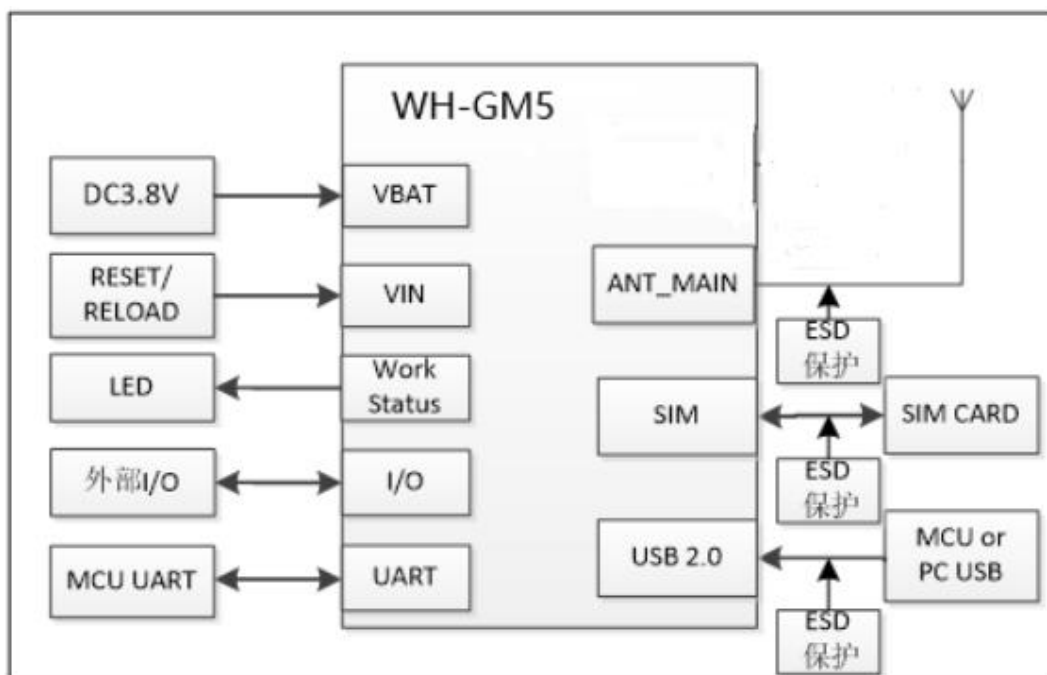 WH-GM5
DC3.8V
VBAT
RESET/
RELOAD
VIN
LED
Work
Status
外部I/O
I/O
MCU UART
UART
ANT_MAIN
ESD
保护
SIM
SIM CARD
ESD
保护
USB 2.0
MCU or
PC USB
ESD
保护